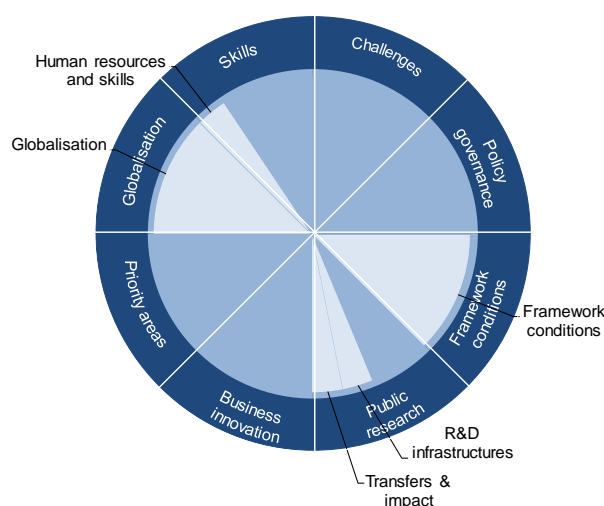 Human resources
and skills
Skills
Challenges
Globalisation
Globalisation
Policy
governance
Priority areas
Framework
conditions
Framework
conditions
Business
innovation
Public
research
R&D
infrastructures
Transfers &
impact